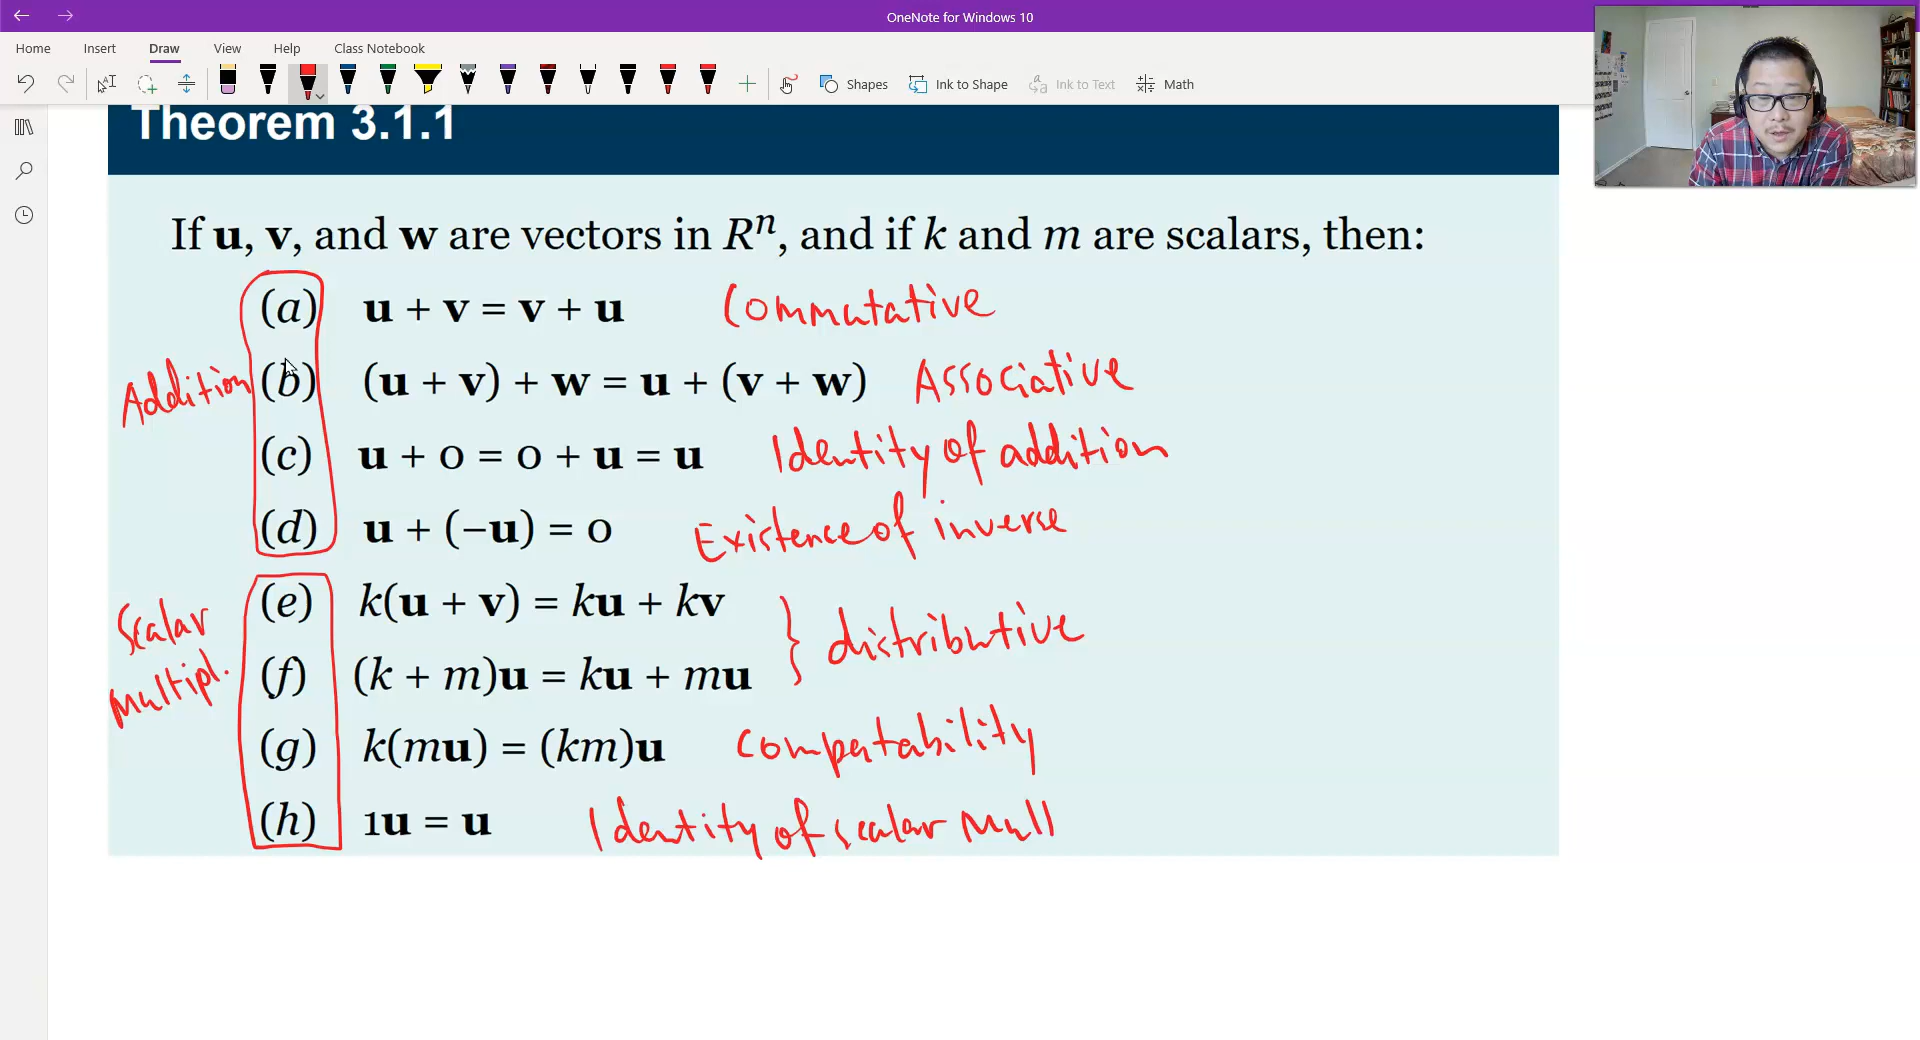 OneNote for Windows 10
Home Insert Draw View Help Class Notebook
Shapes Ink to Shape Ink to Text Math
Theorem 3.1.1
If u, v, and w are vectors in Rⁿ, and if k and m are scalars, then:
(a) u + v = v + u Commutative
Addition (b) (u + v) + w = u + (v + w) Associative
(c) u + 0 = 0 + u = u Identity of addition
(d) u + (−u) = 0 Existence of inverse
(e) k(u + v) = ku + kv
Scalar
} distributive
Multipl. (f) (k + m)u = ku + mu
(g) k(mu) = (km)u compatability
(h) 1u = u Identity of scalar Mull